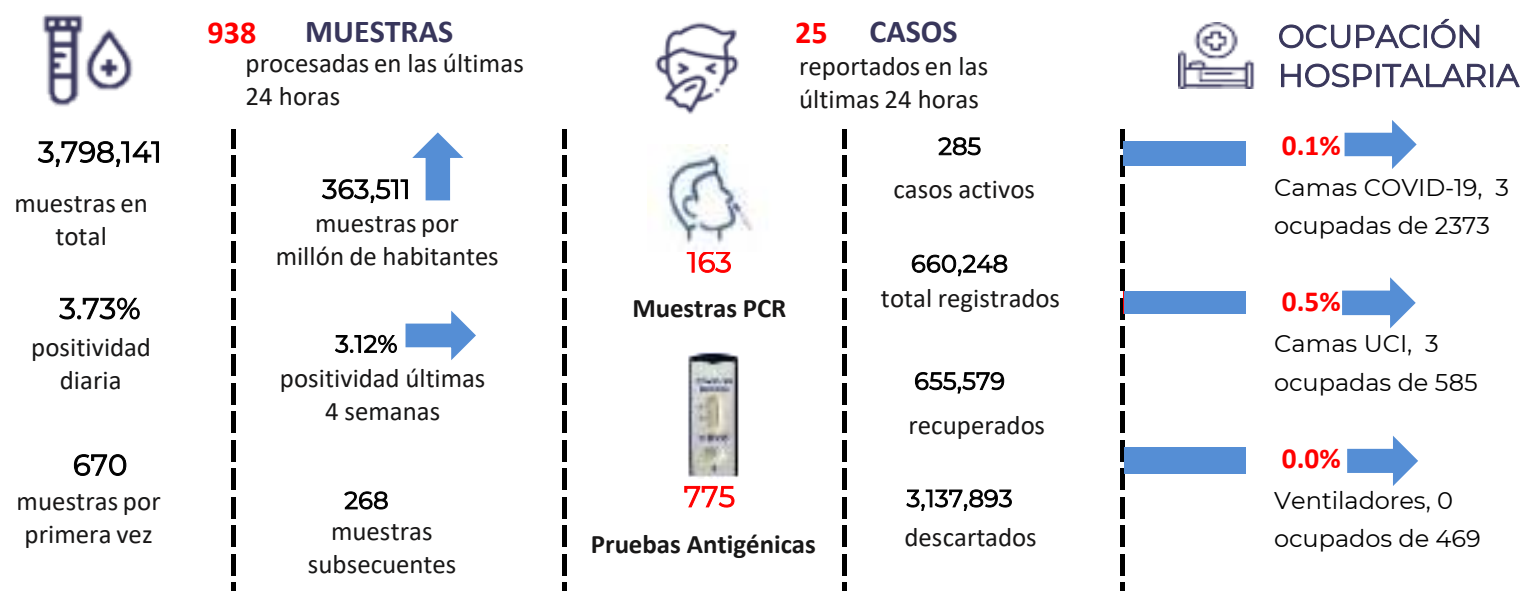 938 MUESTRAS
procesadas en las últimas
24 horas
3,798,141
muestras en
total
3.73%
positividad
diaria
670
muestras por
primera vez
363,511
muestras por
millón de habitantes
3.12%
positividad últimas
4 semanas
268
muestras
subsecuentes
25 CASOS
reportados en las
últimas 24 horas
163
Muestras PCR
775
Pruebas Antigénicas
285
casos activos
660,248
total registrados
655,579
recuperados
3,137,893
descartados
OCUPACIÓN
HOSPITALARIA
0.1%
Camas COVID-19, 3
ocupadas de 2373
0.5%
Camas UCI, 3
ocupadas de 585
0.0%
Ventiladores, 0
ocupados de 469